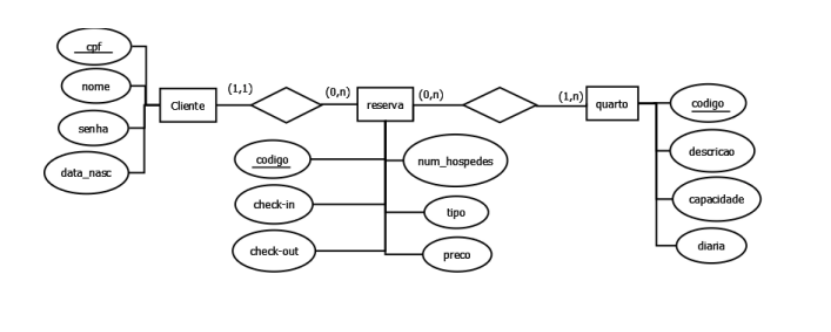 cpf
nome
senha
data_nasc
Cliente
(1,1)
(0,n)
reserva
(0,n)
(1,n)
quarto
codigo
check-in
check-out
num_hospedes
tipo
preco
codigo
descricao
capacidade
diaria